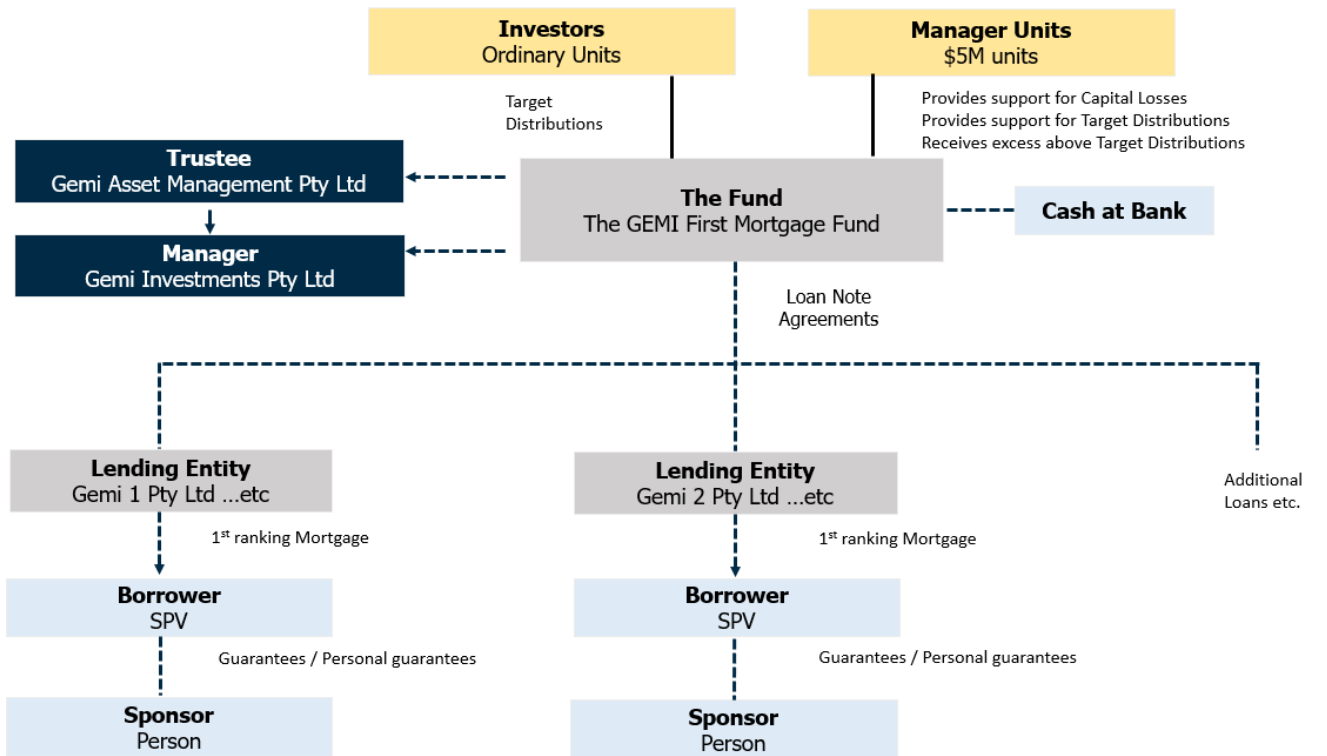 Investors
Ordinary Units
Manager Units
$5M units
Target
Distributions
Provides support for Capital Losses
Provides support for Target Distributions
Receives excess above Target Distributions
Trustee
Gemi Asset Management Pty Ltd
The Fund
The GEMI First Mortgage Fund
Cash at Bank
Manager
Gemi Investments Pty Ltd
Loan Note
Agreements
Lending Entity
Gemi 1 Pty Ltd ...etc
Lending Entity
Gemi 2 Pty Ltd ...etc
Additional
Loans etc.
1st ranking Mortgage
1st ranking Mortgage
Borrower
SPV
Borrower
SPV
Guarantees / Personal guarantees
Guarantees / Personal guarantees
Sponsor
Person
Sponsor
Person